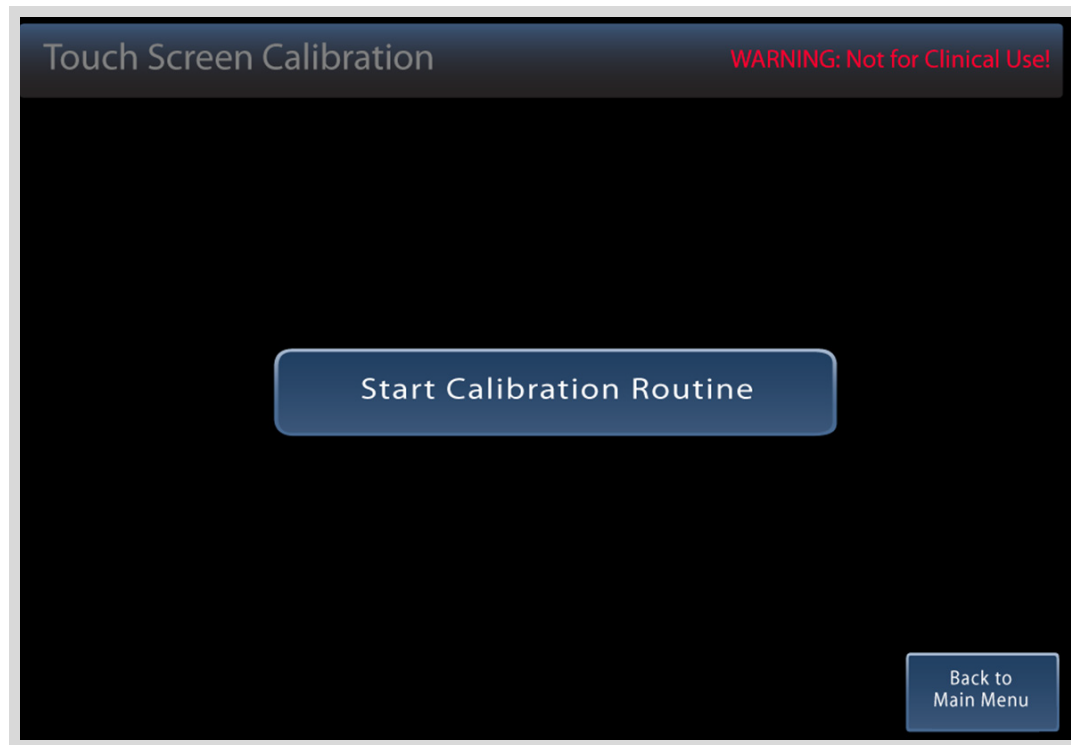 Touch Screen Calibration
WARNING: Not for Clinical Use!
Start Calibration Routine
Back to
Main Menu